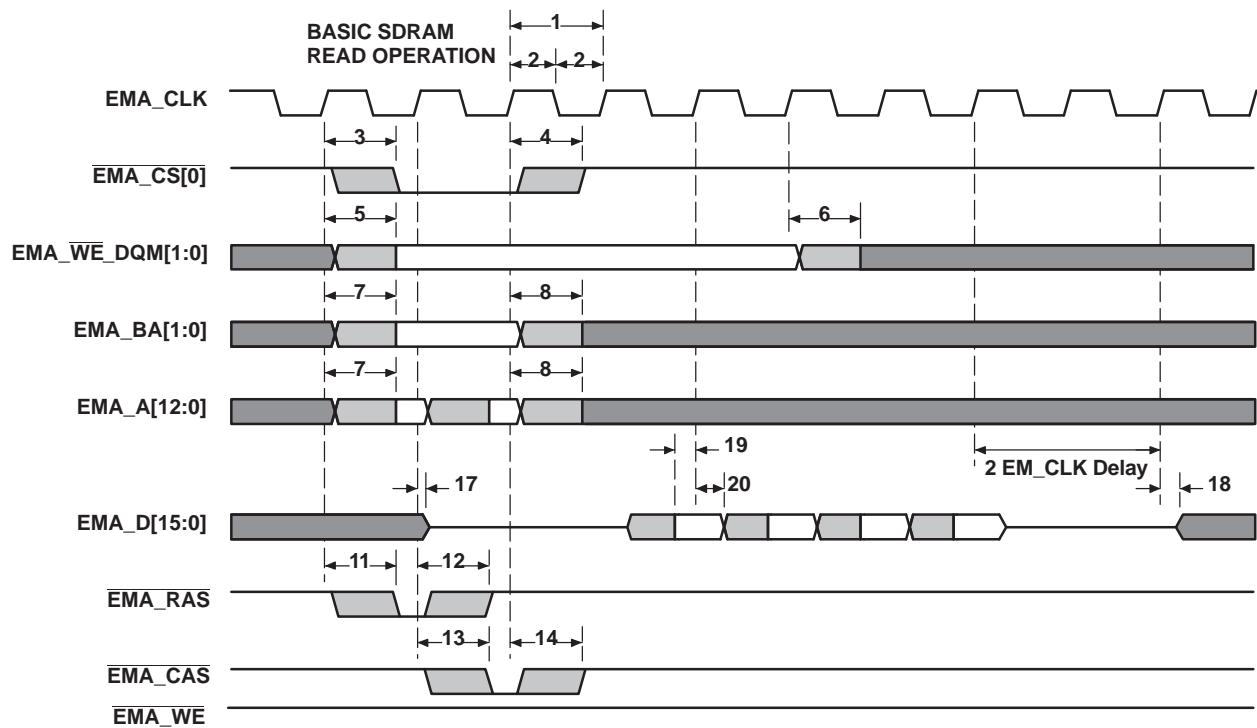 BASIC SDRAM
READ OPERATION
1
2 2
EMA_CLK
3 4
EMA_CS[0]
5 6
EMA_WE_DQM[1:0]
7 8
EMA_BA[1:0]
7 8
EMA_A[12:0]
19
2 EM_CLK Delay
17 20 18
EMA_D[15:0]
11 12
EMA_RAS
13 14
EMA_CAS
EMA_WE